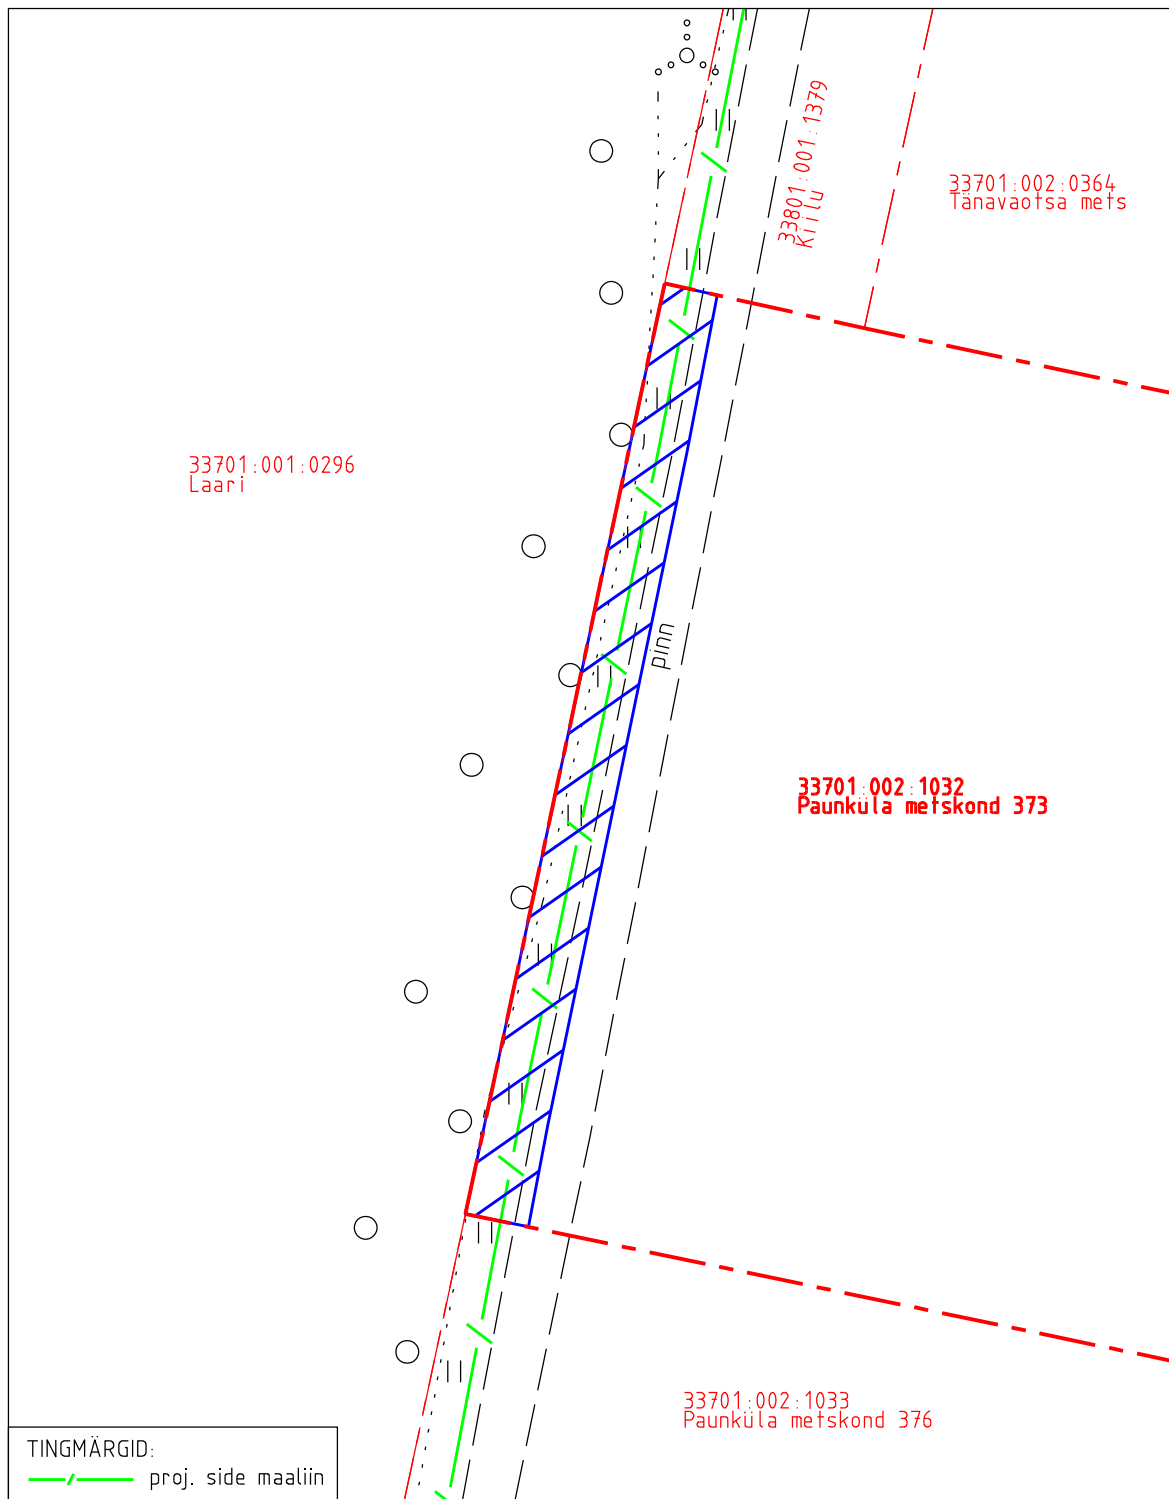 33801:001:1379
Kiilu
33701:002:0364
Tänavaotsa mets
33701:001:0296
Laari
pinn
33701:002:1032
Paunküla metskond 373
33701:002:1033
Paunküla metskond 376
TINGMÄRGID:
proj. side maaliin